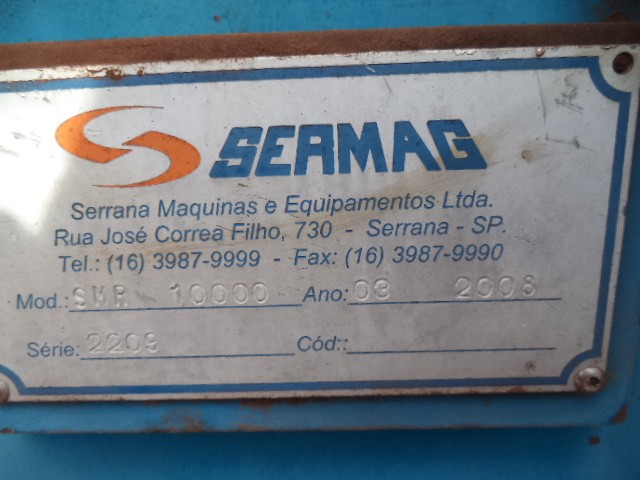 SERMAG
Serrana Maquinas e Equipamentos Ltda.
Rua José Correa Filho, 730 - Serrana - SP.
Tel.: (16) 3987-9999 - Fax: (16) 3987-9990
Mod.: SMR 10000 Ano: 03 2008
Série: 2209 Cód.: